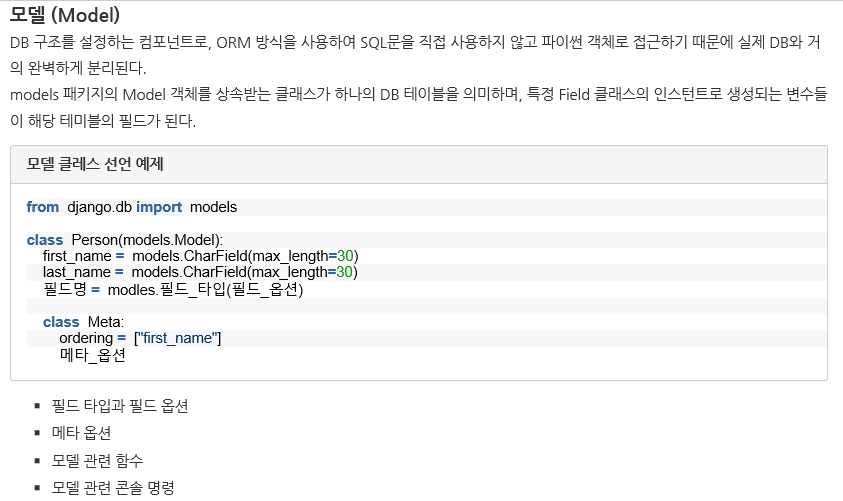 모델 (Model)
DB 구조를 설정하는 컴포넌트로, ORM 방식을 사용하여 SQL문을 직접 사용하지 않고 파이썬 객체로 접근하기 때문에 실제 DB와 거
의 완벽하게 분리된다.
models 패키지의 Model 객체를 상속받는 클래스가 하나의 DB 테이블을 의미하며, 특정 Field 클래스의 인스턴트로 생성되는 변수들
이 해당 테미블의 필드가 된다.
모델 클레스 선언 예제
from django.db import models
class Person(models.Model):
first_name = models.CharField(max_length=30)
last_name = models.CharField(max_length=30)
필드명 = modles.필드_타입(필드_옵션)
class Meta:
ordering = ["first_name"]
메타_옵션
▪ 필드 타입과 필드 옵션
▪ 메타 옵션
▪ 모델 관련 함수
▪ 모델 관련 콘솔 명령